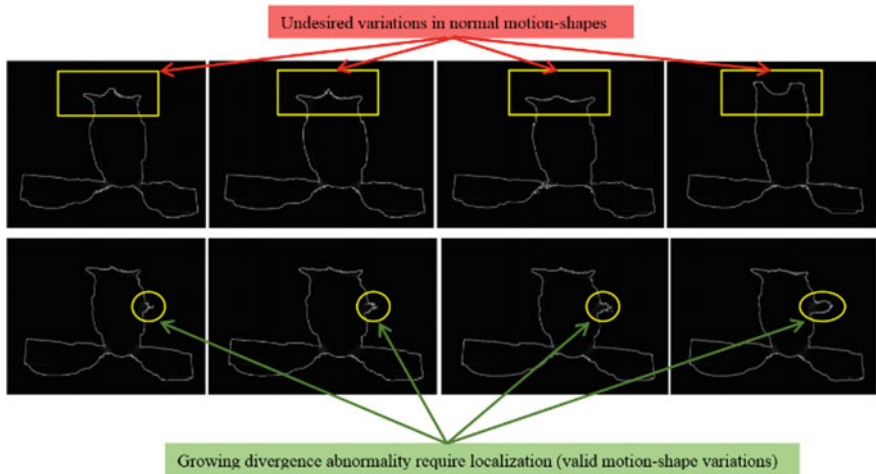 Undesired variations in normal motion-shapes
Growing divergence abnormality require localization (valid motion-shape variations)